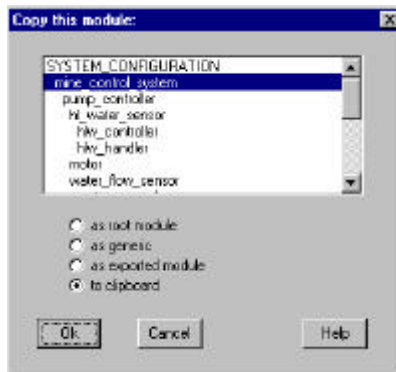 Copy this module:
SYSTEM_CONFIGURATION
mine_control_system
pump_controller
hi_water_sensor
hlw_controller
hlw_handler
motor
water_flow_sensor
as root module
as generic
as exported module
to clipboard
Ok
Cancel
Help